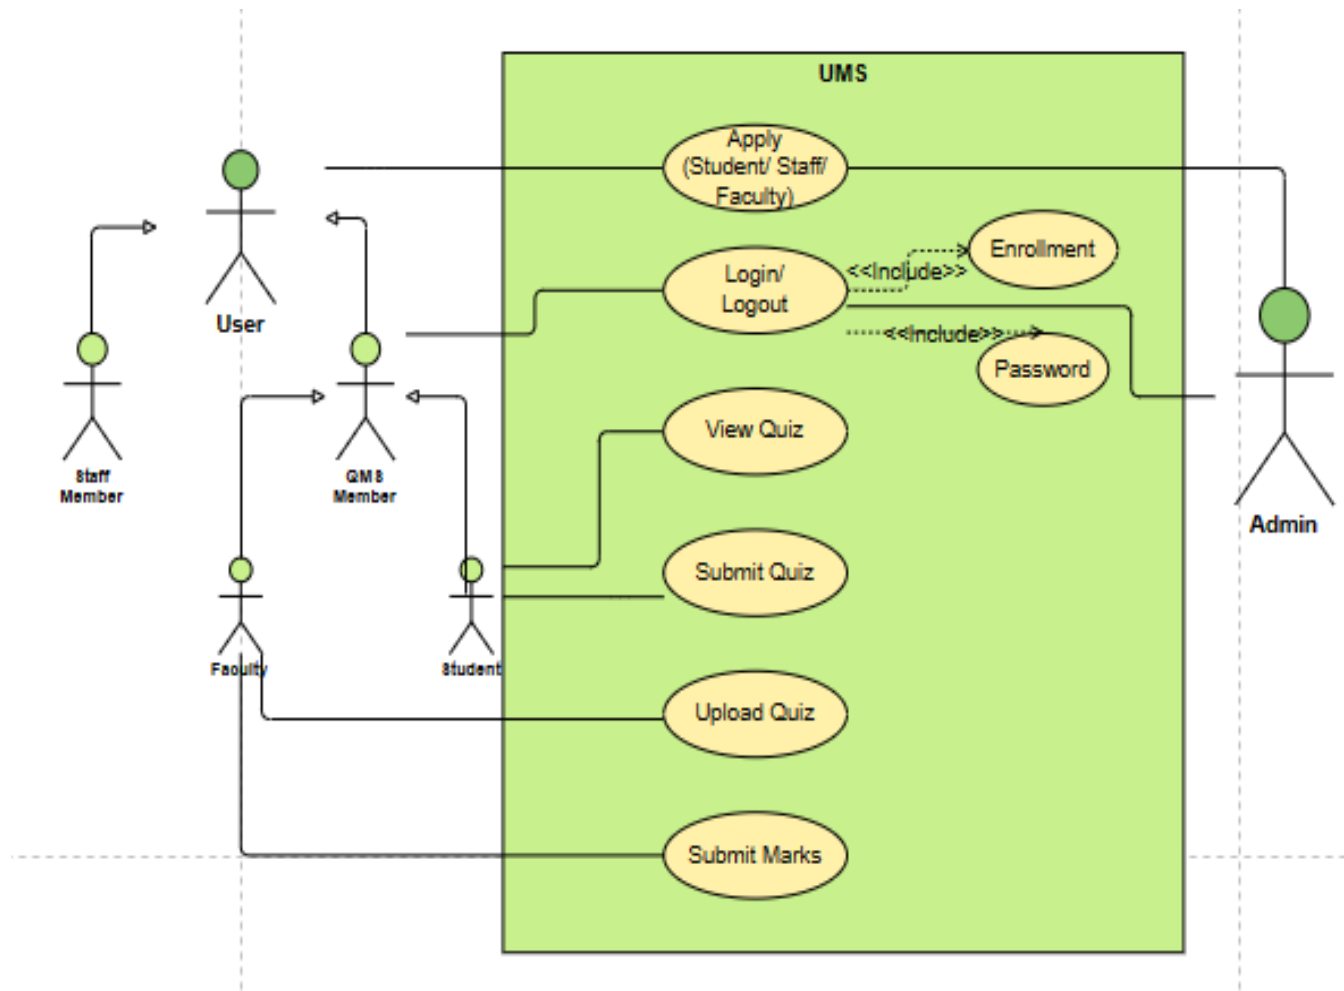 UMS
Apply
(Student/ Staff/
Faculty)
Enrollment
<<Include>>
Login/
Logout
User
<<Include>>
Password
View Quiz
Staff
Member
QMS
Member
Admin
Submit Quiz
Faculty
Student
Upload Quiz
Submit Marks